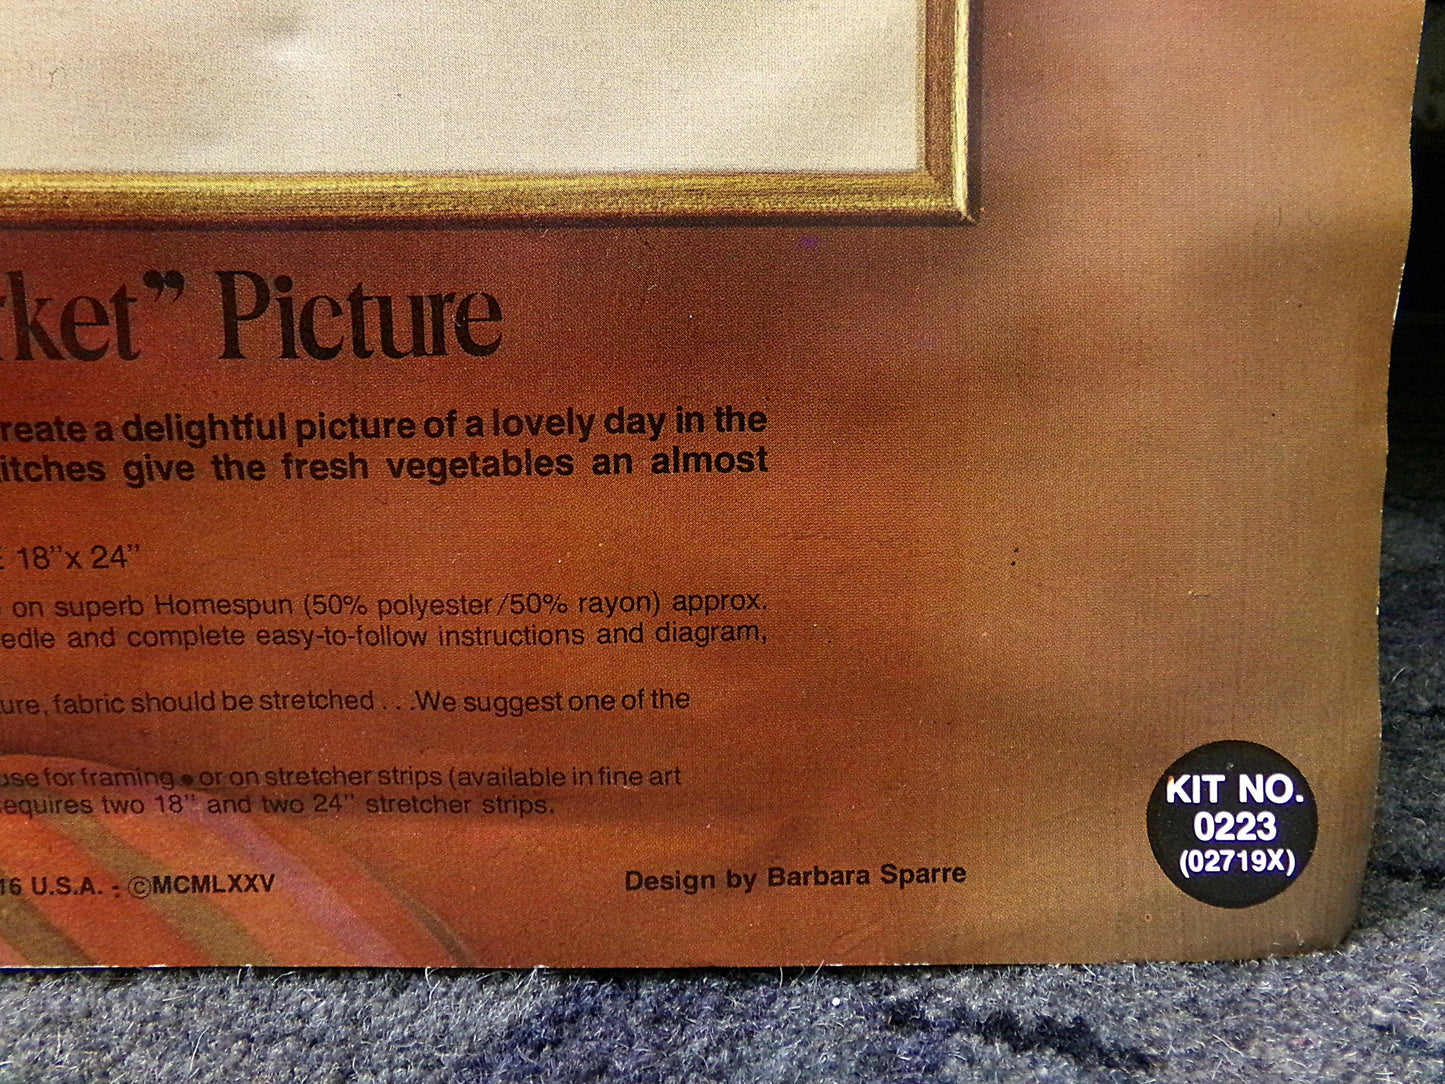 rket” Picture
reate a delightful picture of a lovely day in the
itches give the fresh vegetables an almost
E 18”x 24”
on superb Homespun (50% polyester/50% rayon) approx.
edle and complete easy-to-follow instructions and diagram,
ure, fabric should be stretched . . .We suggest one of the
use for framing • or on stretcher strips (available in fine art
requires two 18” and two 24” stretcher strips.
16 U.S.A. - ©MCMLXXV
Design by Barbara Sparre
KIT NO.
0223
(02719X)